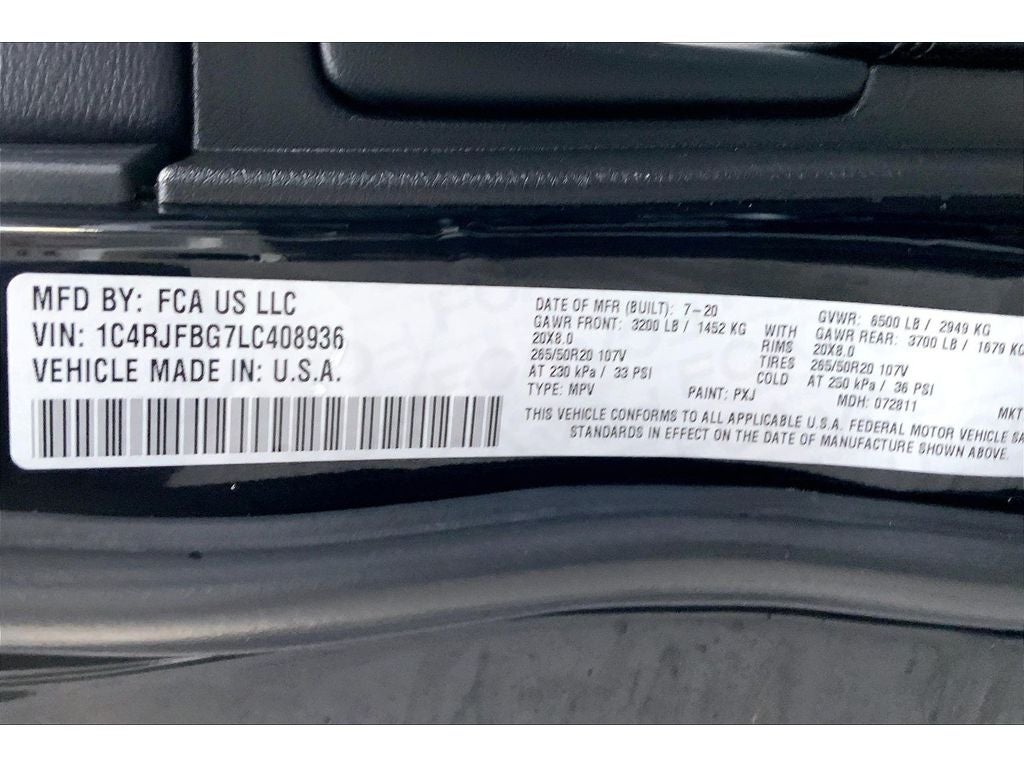 MFD BY: FCA US LLC
VIN: 1C4RJFBG7LC408936
VEHICLE MADE IN: U.S.A.
DATE OF MFR (BUILT): 7-20 GVWR: 6500 LB / 2949 KG
GAWR FRONT: 3200 LB / 1452 KG WITH GAWR REAR: 3700 LB / 1679 KG
20X8.0 RIMS 20X8.0
265/50R20 107V TIRES 265/50R20 107V
AT 230 kPa / 33 PSI COLD AT 250 kPa / 36 PSI
TYPE: MPV PAINT: PXJ MDH: 072811 MKT
THIS VEHICLE CONFORMS TO ALL APPLICABLE U.S.A. FEDERAL MOTOR VEHICLE SA
STANDARDS IN EFFECT ON THE DATE OF MANUFACTURE SHOWN ABOVE.